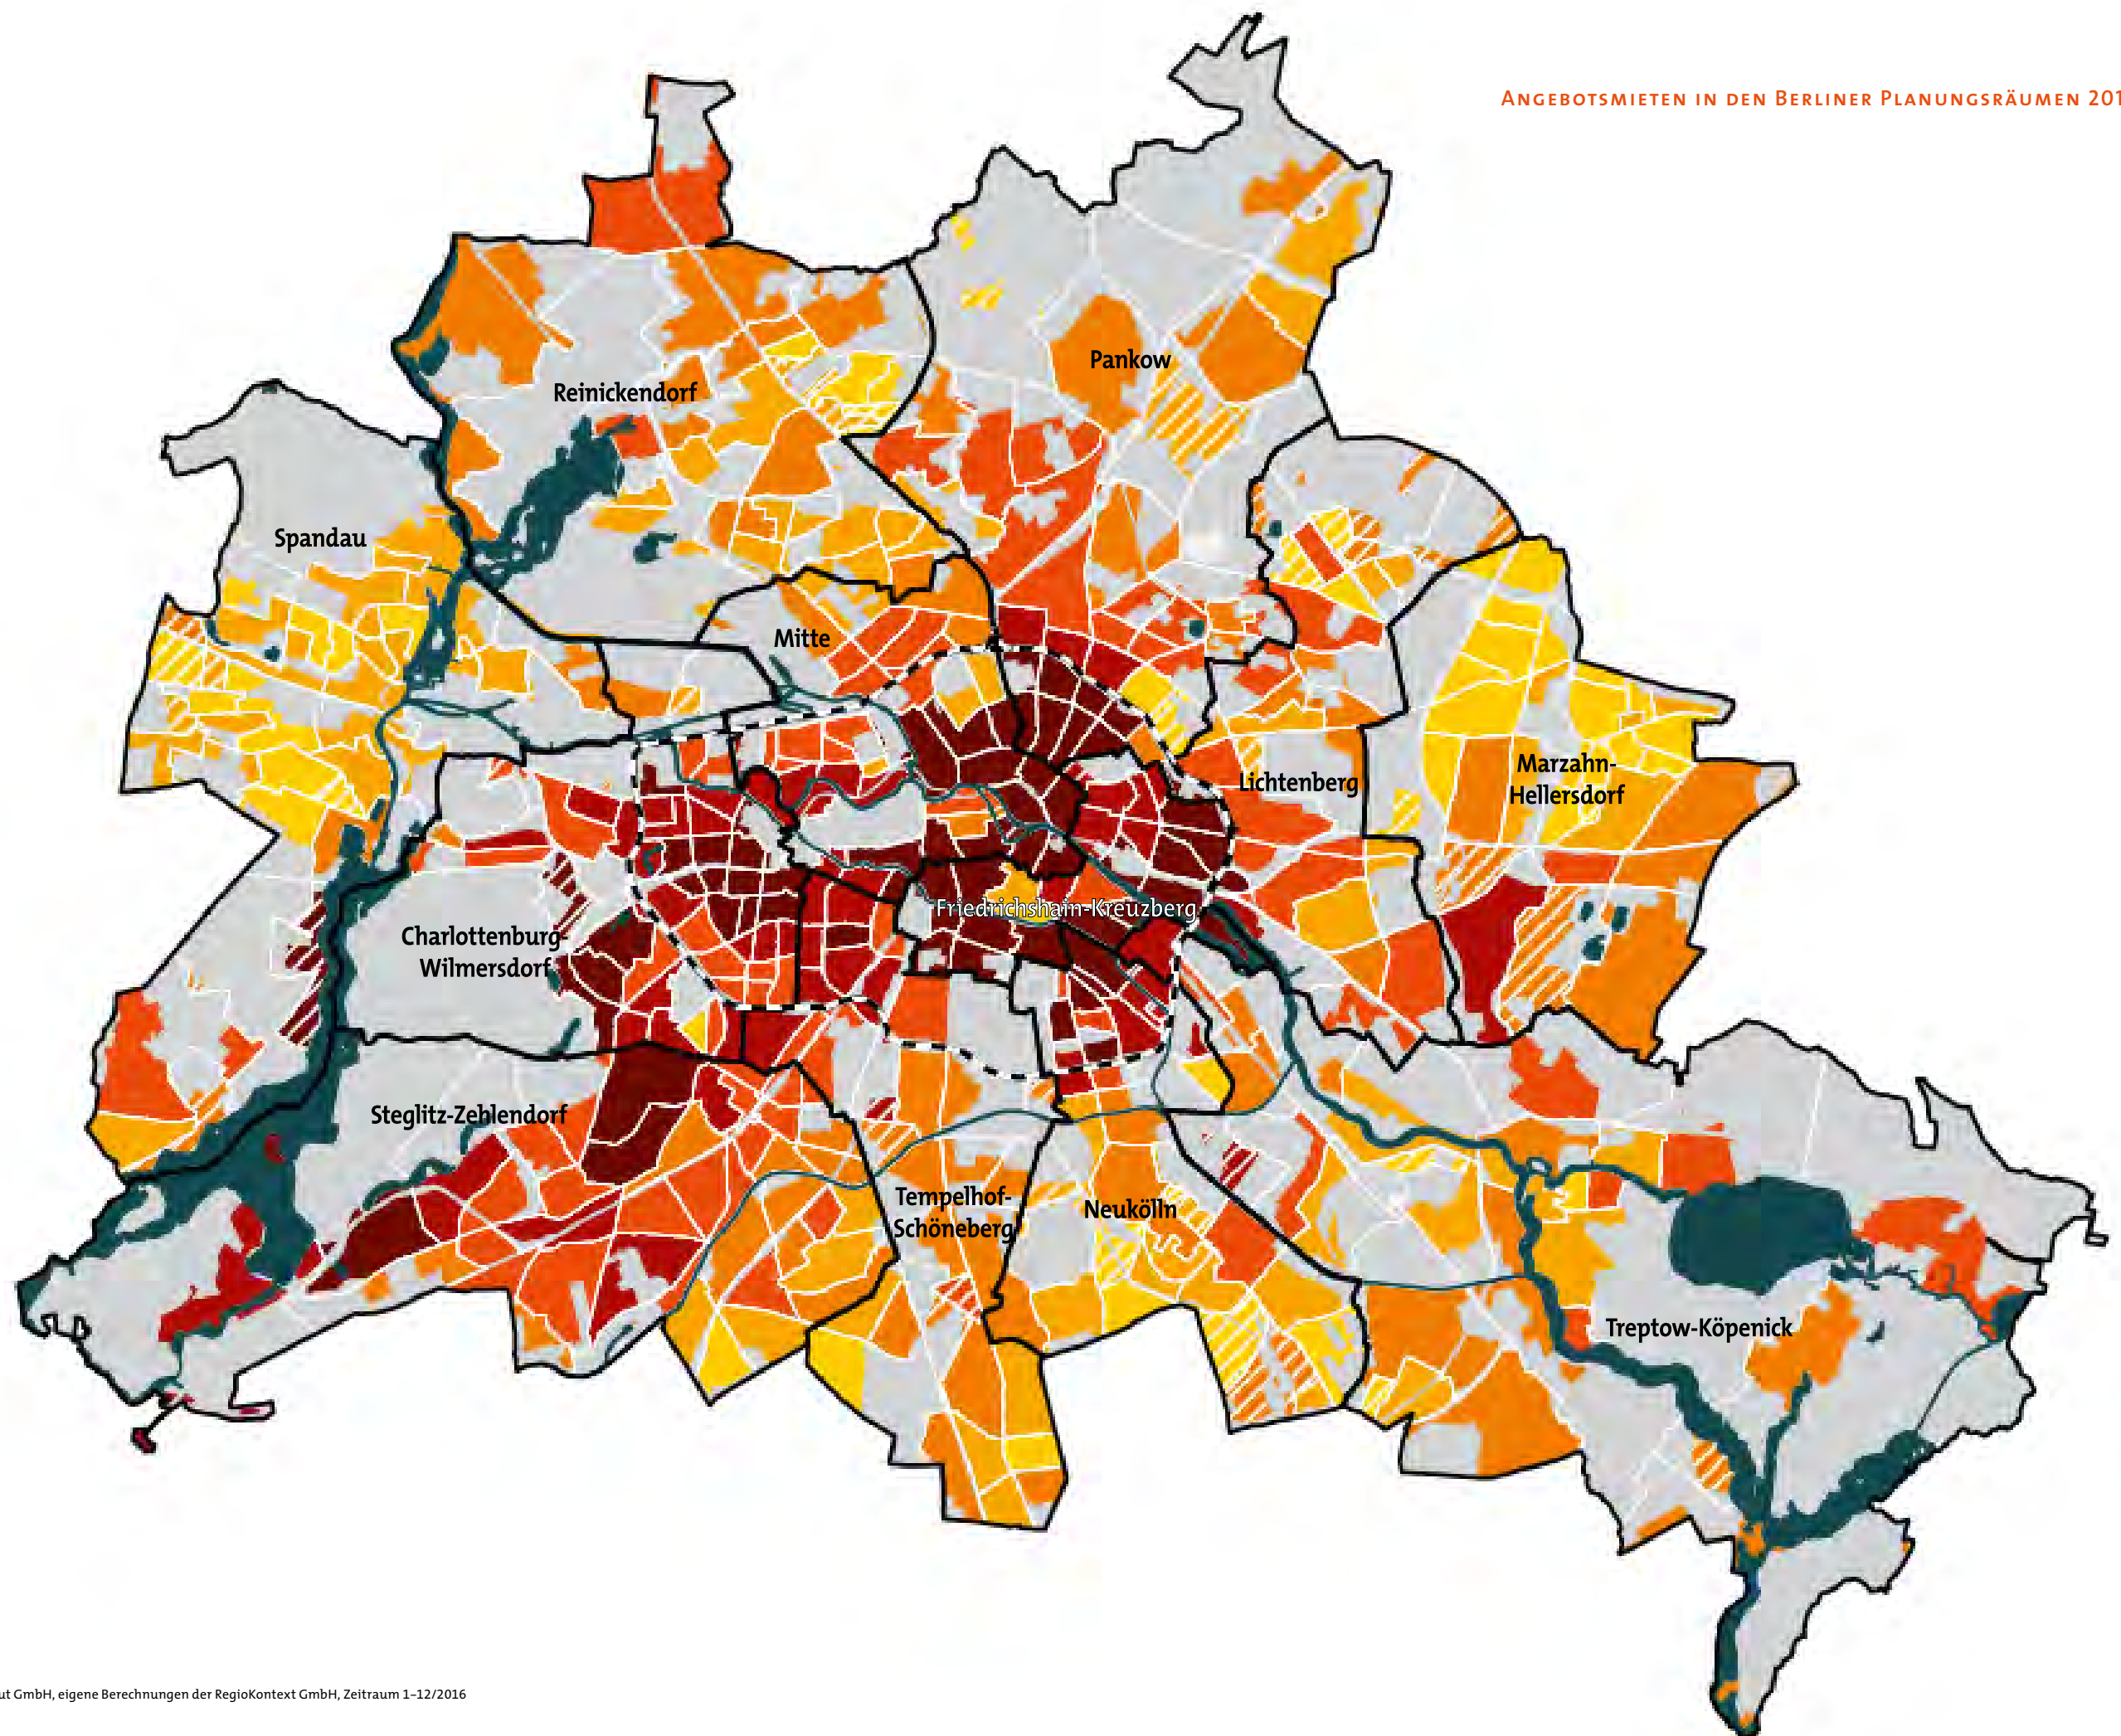 ANGEBOTSMIETEN IN DEN BERLINER PLANUNGSRÄUMEN 201
Pankow
Reinickendorf
Spandau
Mitte
Marzahn-
Hellersdorf
Lichtenberg
Friedrichshain-Kreuzberg
Charlottenburg-
Wilmersdorf
Steglitz-Zehlendorf
Tempelhof-
Schöneberg
Neukölln
Treptow-Köpenick
ut GmbH, eigene Berechnungen der RegioKontext GmbH, Zeitraum 1–12/2016